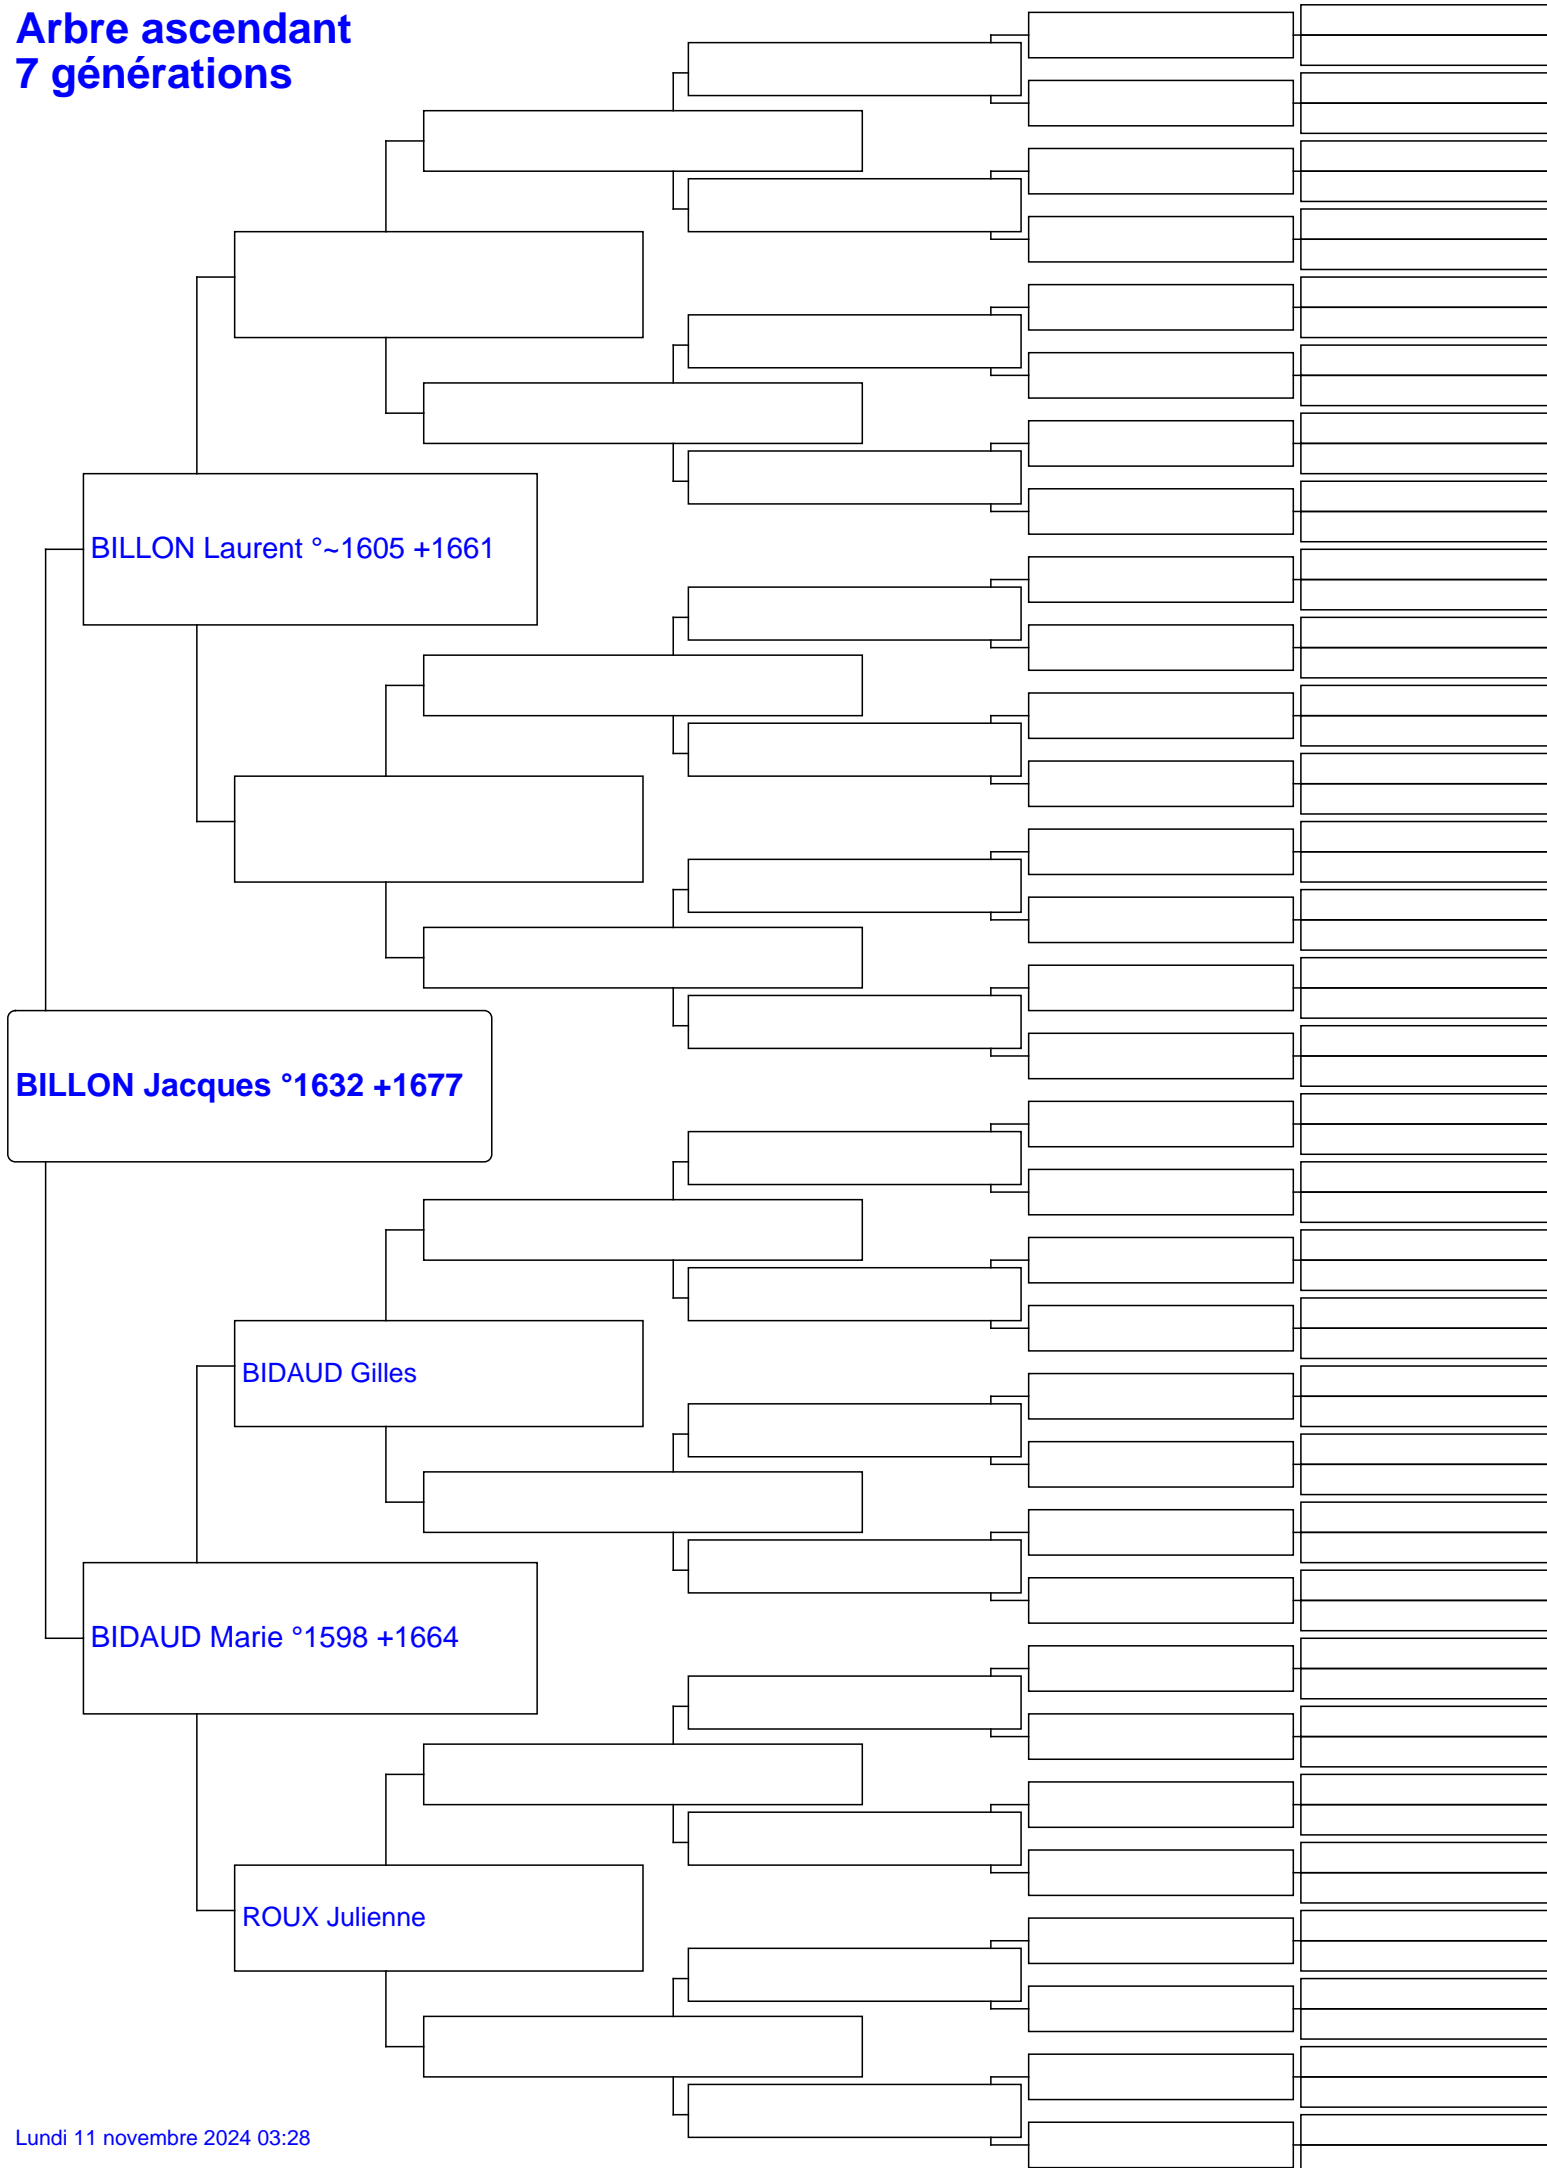 Arbre ascendant
7 générations
BILLON Laurent °~1605 +1661
BILLON Jacques °1632 +1677
BIDAUD Gilles
BIDAUD Marie °1598 +1664
ROUX Julienne
Lundi 11 novembre 2024 03:28